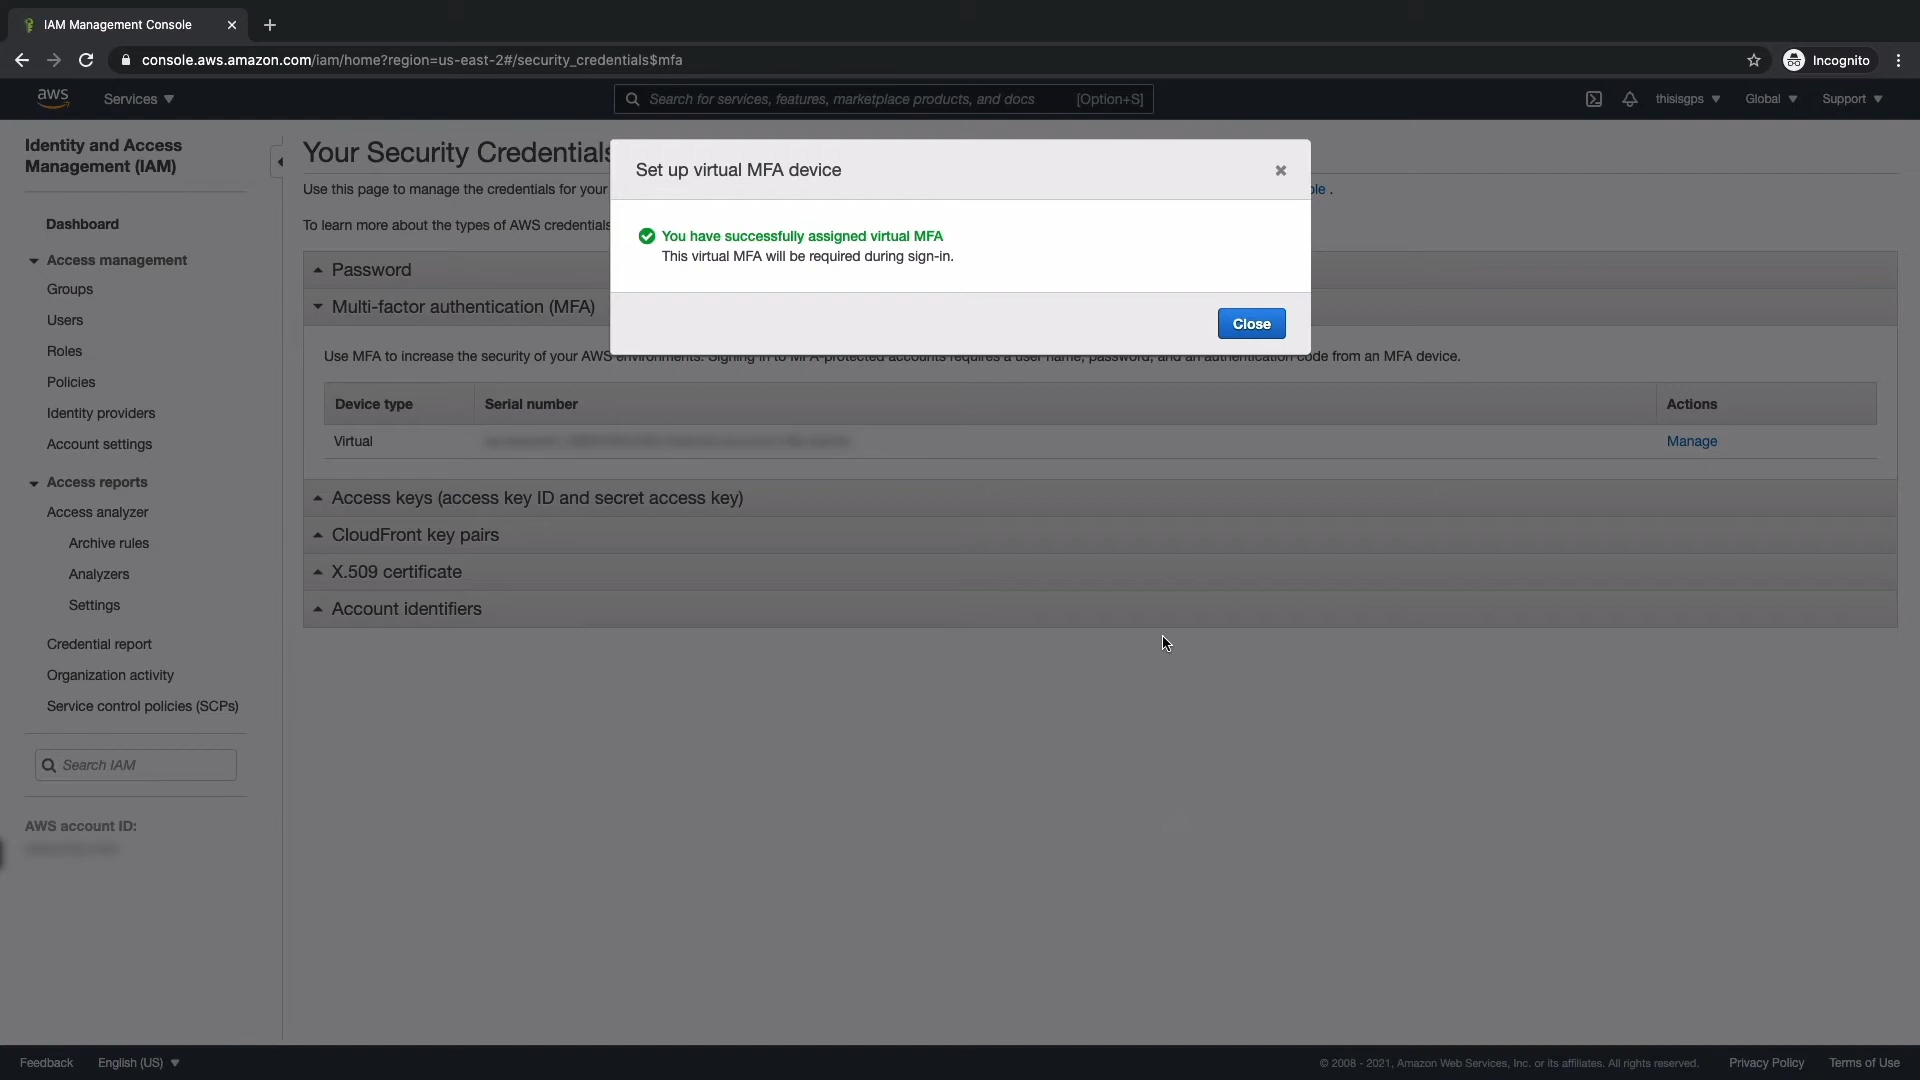 IAM Management Console
console.aws.amazon.com/iam/home?region=us-east-2#/security_credentials$mfa
Incognito
aws
Services
Search for services, features, marketplace products, and docs
[Option+S]
thisisgps
Global
Support
Identity and Access
Management (IAM)
Dashboard
Access management
Groups
Users
Roles
Policies
Identity providers
Account settings
Access reports
Access analyzer
Archive rules
Analyzers
Settings
Credential report
Organization activity
Service control policies (SCPs)
Search IAM
AWS account ID:
Your Security Credentials
Use this page to manage the credentials for your
To learn more about the types of AWS credentials
Set up virtual MFA device
You have successfully assigned virtual MFA
This virtual MFA will be required during sign-in.
Close
Password
Multi-factor authentication (MFA)
Use MFA to increase the security of your AWS environments. Signing in to MFA-protected accounts requires a user name, password, and an authentication code from an MFA device.
Device type
Serial number
Actions
Virtual
Manage
Access keys (access key ID and secret access key)
CloudFront key pairs
X.509 certificate
Account identifiers
Feedback
English (US)
© 2008 - 2021, Amazon Web Services, Inc. or its affiliates. All rights reserved.
Privacy Policy
Terms of Use